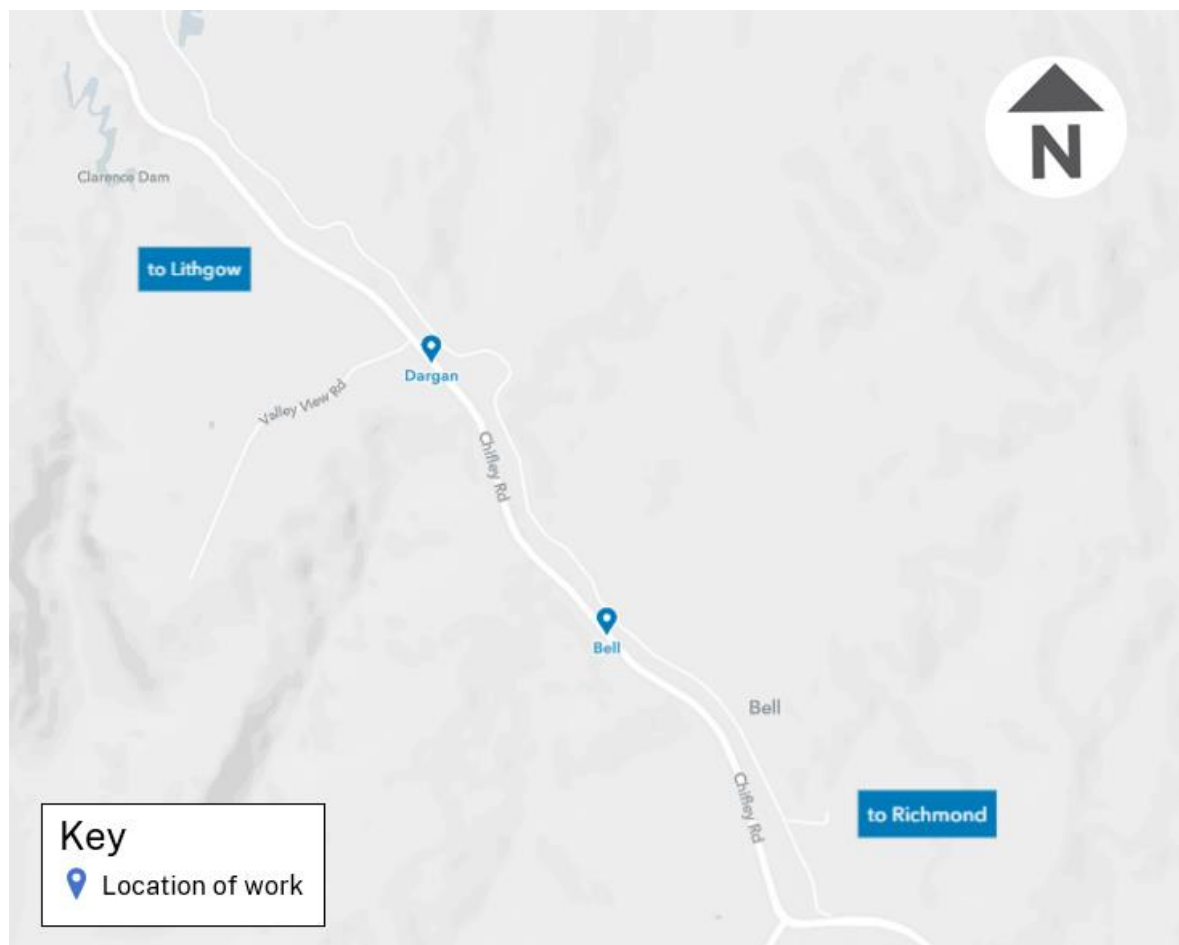 N
Clarence Dam
to Lithgow
Dargan
Valley View Rd
Chifley Rd
Bell
Bell
Chifley Rd
to Richmond
Key
Location of work